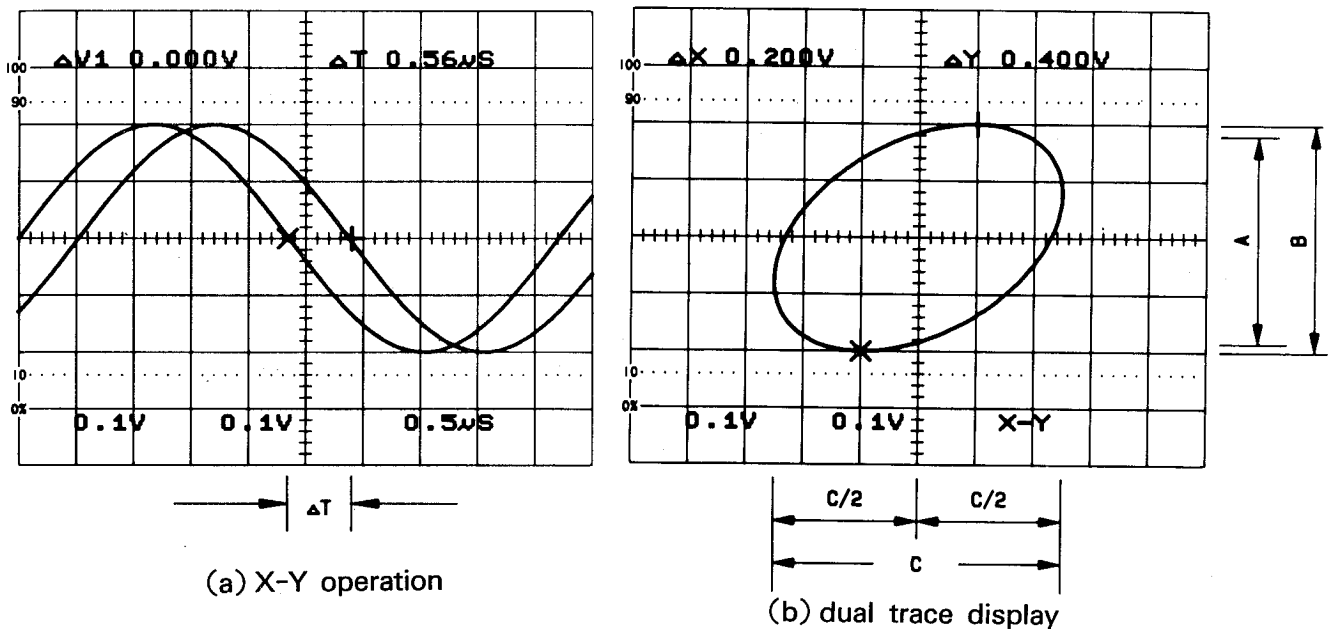 ΔV1 0.000V ΔT 0.56μS
100
90
10
0%
0.1V 0.1V 0.5μS
ΔT
(a) X-Y operation
ΔX 0.200V ΔY 0.400V
100
90
10
0%
0.1V 0.1V X-Y
A
B
C/2 C/2
C
(b) dual trace display